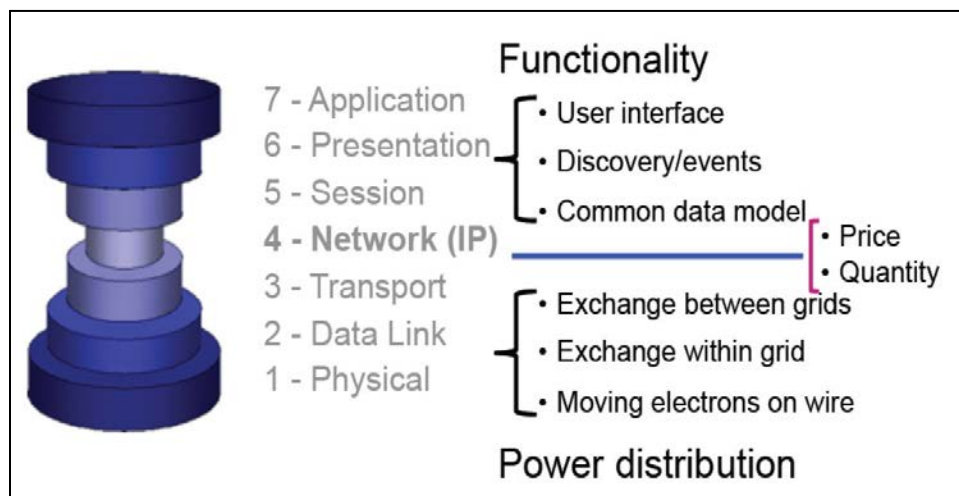 Functionality
7 - Application
6 - Presentation
5 - Session
4 - Network (IP)
3 - Transport
2 - Data Link
1 - Physical
• User interface
• Discovery/events
• Common data model
• Price
• Quantity
• Exchange between grids
• Exchange within grid
• Moving electrons on wire
Power distribution